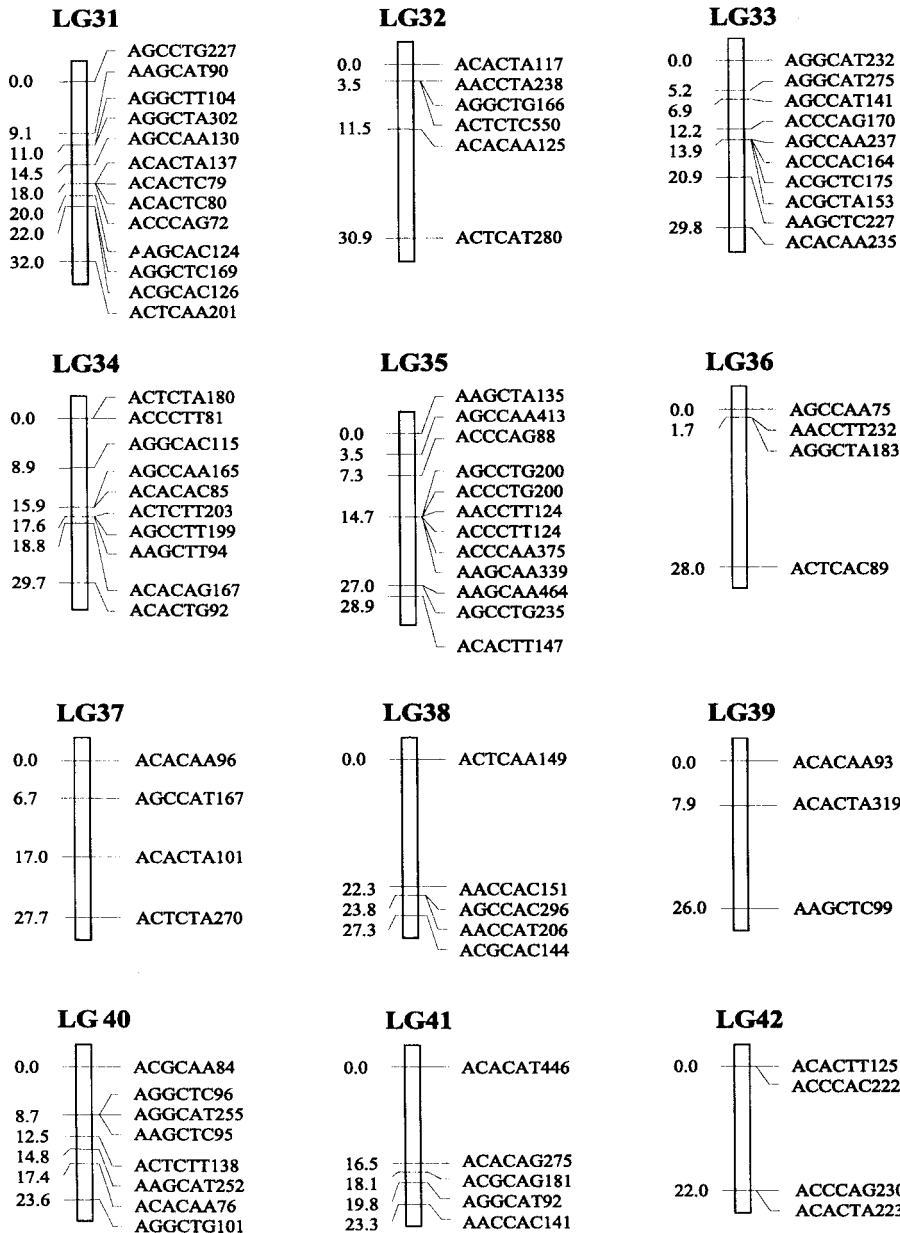 LG31
0.0
9.1
11.0
14.5
18.0
20.0
22.0
32.0
AGCCTG227
AAGCAT90
AGGCTT104
AGGCTA302
AGCCAA130
ACACTA137
ACACTC79
ACACTC80
ACCCAG72
AAGCAC124
AGGCTC169
ACGCAC126
ACTCAA201
LG32
0.0
3.5
11.5
30.9
ACACTA117
AACCTA238
AGGCTG166
ACTCTC550
ACACAA125
ACTCAT280
LG33
0.0
5.2
6.9
12.2
13.9
20.9
29.8
AGGCAT232
AGGCAT275
AGCCAT141
ACCCAG170
AGCCAA237
ACCCAC164
ACGCTC175
ACGCTA153
AAGCTC227
ACACAA235
LG34
0.0
8.9
15.9
17.6
18.8
29.7
ACTCTA180
ACCCTT81
AGGCAC115
AGCCAA165
ACACAC85
ACTCTT203
AGCCTT199
AAGCTT94
ACACAG167
ACACTG92
LG35
0.0
3.5
7.3
14.7
27.0
28.9
AAGCTA135
AGCCAA413
ACCCAG88
AGCCTG200
ACCCTG200
AACCTT124
ACCCTT124
ACCCAA375
AAGCAA339
AAGCAA464
AGCCTG235
ACACTT147
LG36
0.0
1.7
28.0
AGCCAA75
AACCTT232
AGGCTA183
ACTCAC89
LG37
0.0
6.7
17.0
27.7
ACACAA96
AGCCAT167
ACACTA101
ACTCTA270
LG38
0.0
22.3
23.8
27.3
ACTCAA149
AACCAC151
AGCCAC296
AACCAT206
ACGCAC144
LG39
0.0
7.9
26.0
ACACAA93
ACACTA319
AAGCTC99
LG 40
0.0
8.7
12.5
14.8
17.4
23.6
ACGCAA84
AGGCTC96
AGGCAT255
AAGCTC95
ACTCTT138
AAGCAT252
ACACAA76
AGGCTG101
LG41
0.0
16.5
18.1
19.8
23.3
ACACAT446
ACACAG275
ACGCAG181
AGGCAT92
AACCAC141
LG42
0.0
22.0
ACACTT125
ACCCAC222
ACCCAG230
ACACTA223